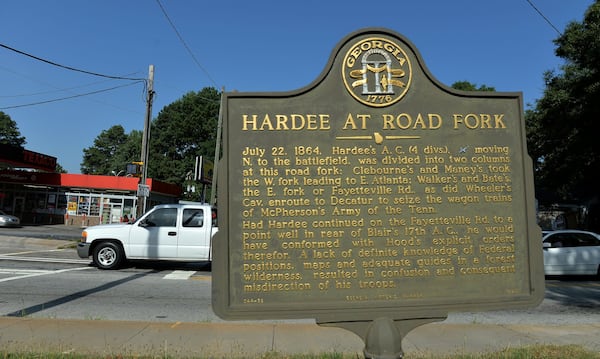 GEORGIA
1776
HARDEE AT ROAD FORK
July 22, 1864. Hardee's A.C. (4 divs.), moving
N. to the battlefield, was divided into two columns
at this road fork: Cleburne's and Maney's took
the W. fork leading to E. Atlanta; Walker's and Bate's,
the E. fork or Fayetteville Rd., as did Wheeler's
Cav. enroute to Decatur to seize the wagon trains
of McPherson's Army of the Tenn.
Had Hardee continued on the Fayetteville Rd. to a
point well in rear of Blair's 17th A.C., he would
have conformed with Hood's explicit orders
therefor. A lack of definite knowledge of Federal
positions, maps and adequate guides in a forest
wilderness, resulted in confusion and consequent
misdirection of his troops.